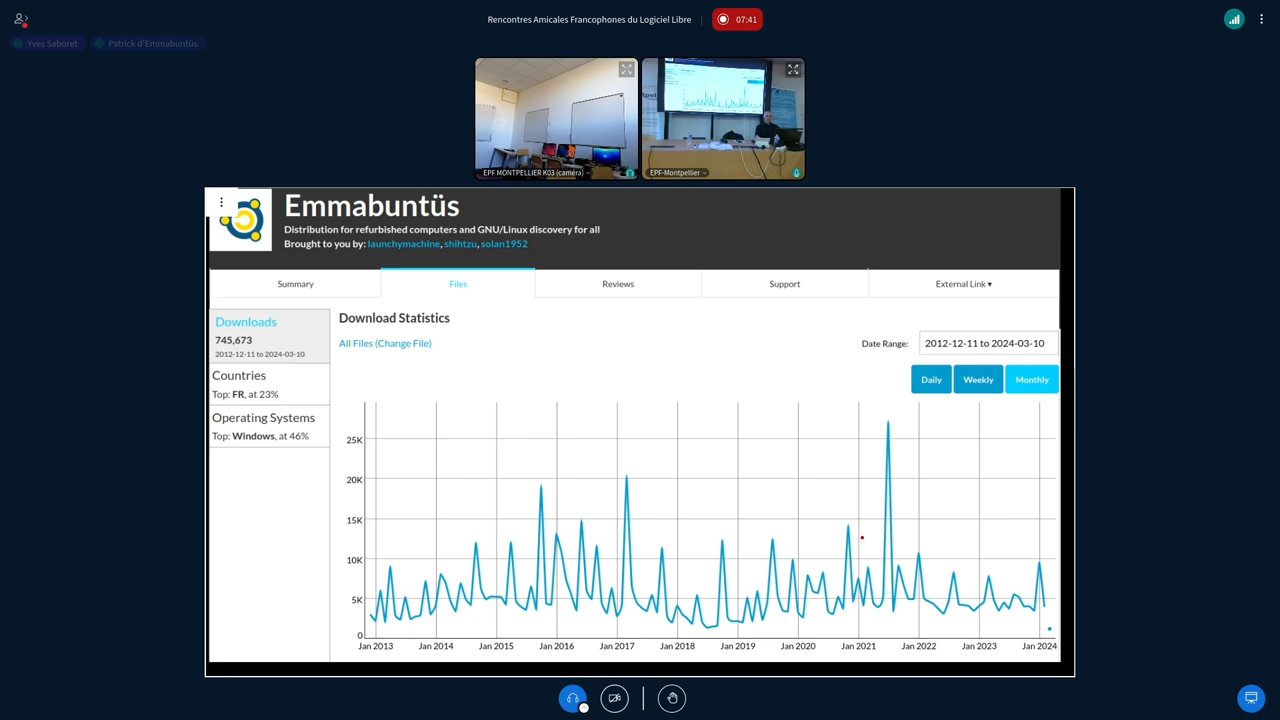 Rencontres Amicales Francophones du Logiciel Libre
07:41
Yves Saboret
Patrick d'Emmabuntüs
EPF MONTPELLIER K03 (caméra)
EPF-Montpellier
Emmabuntüs
Distribution for refurbished computers and GNU/Linux discovery for all
Brought to you by: launchymachine, shihtzu, solan1952
Summary
Files
Reviews
Support
External Link ▾
Downloads
745,673
2012-12-11 to 2024-03-10
Countries
Top: FR, at 23%
Operating Systems
Top: Windows, at 46%
Download Statistics
All Files (Change File)
Date Range:
2012-12-11 to 2024-03-10
Daily
Weekly
Monthly
25K
20K
15K
10K
5K
0
Jan 2013
Jan 2014
Jan 2015
Jan 2016
Jan 2017
Jan 2018
Jan 2019
Jan 2020
Jan 2021
Jan 2022
Jan 2023
Jan 2024